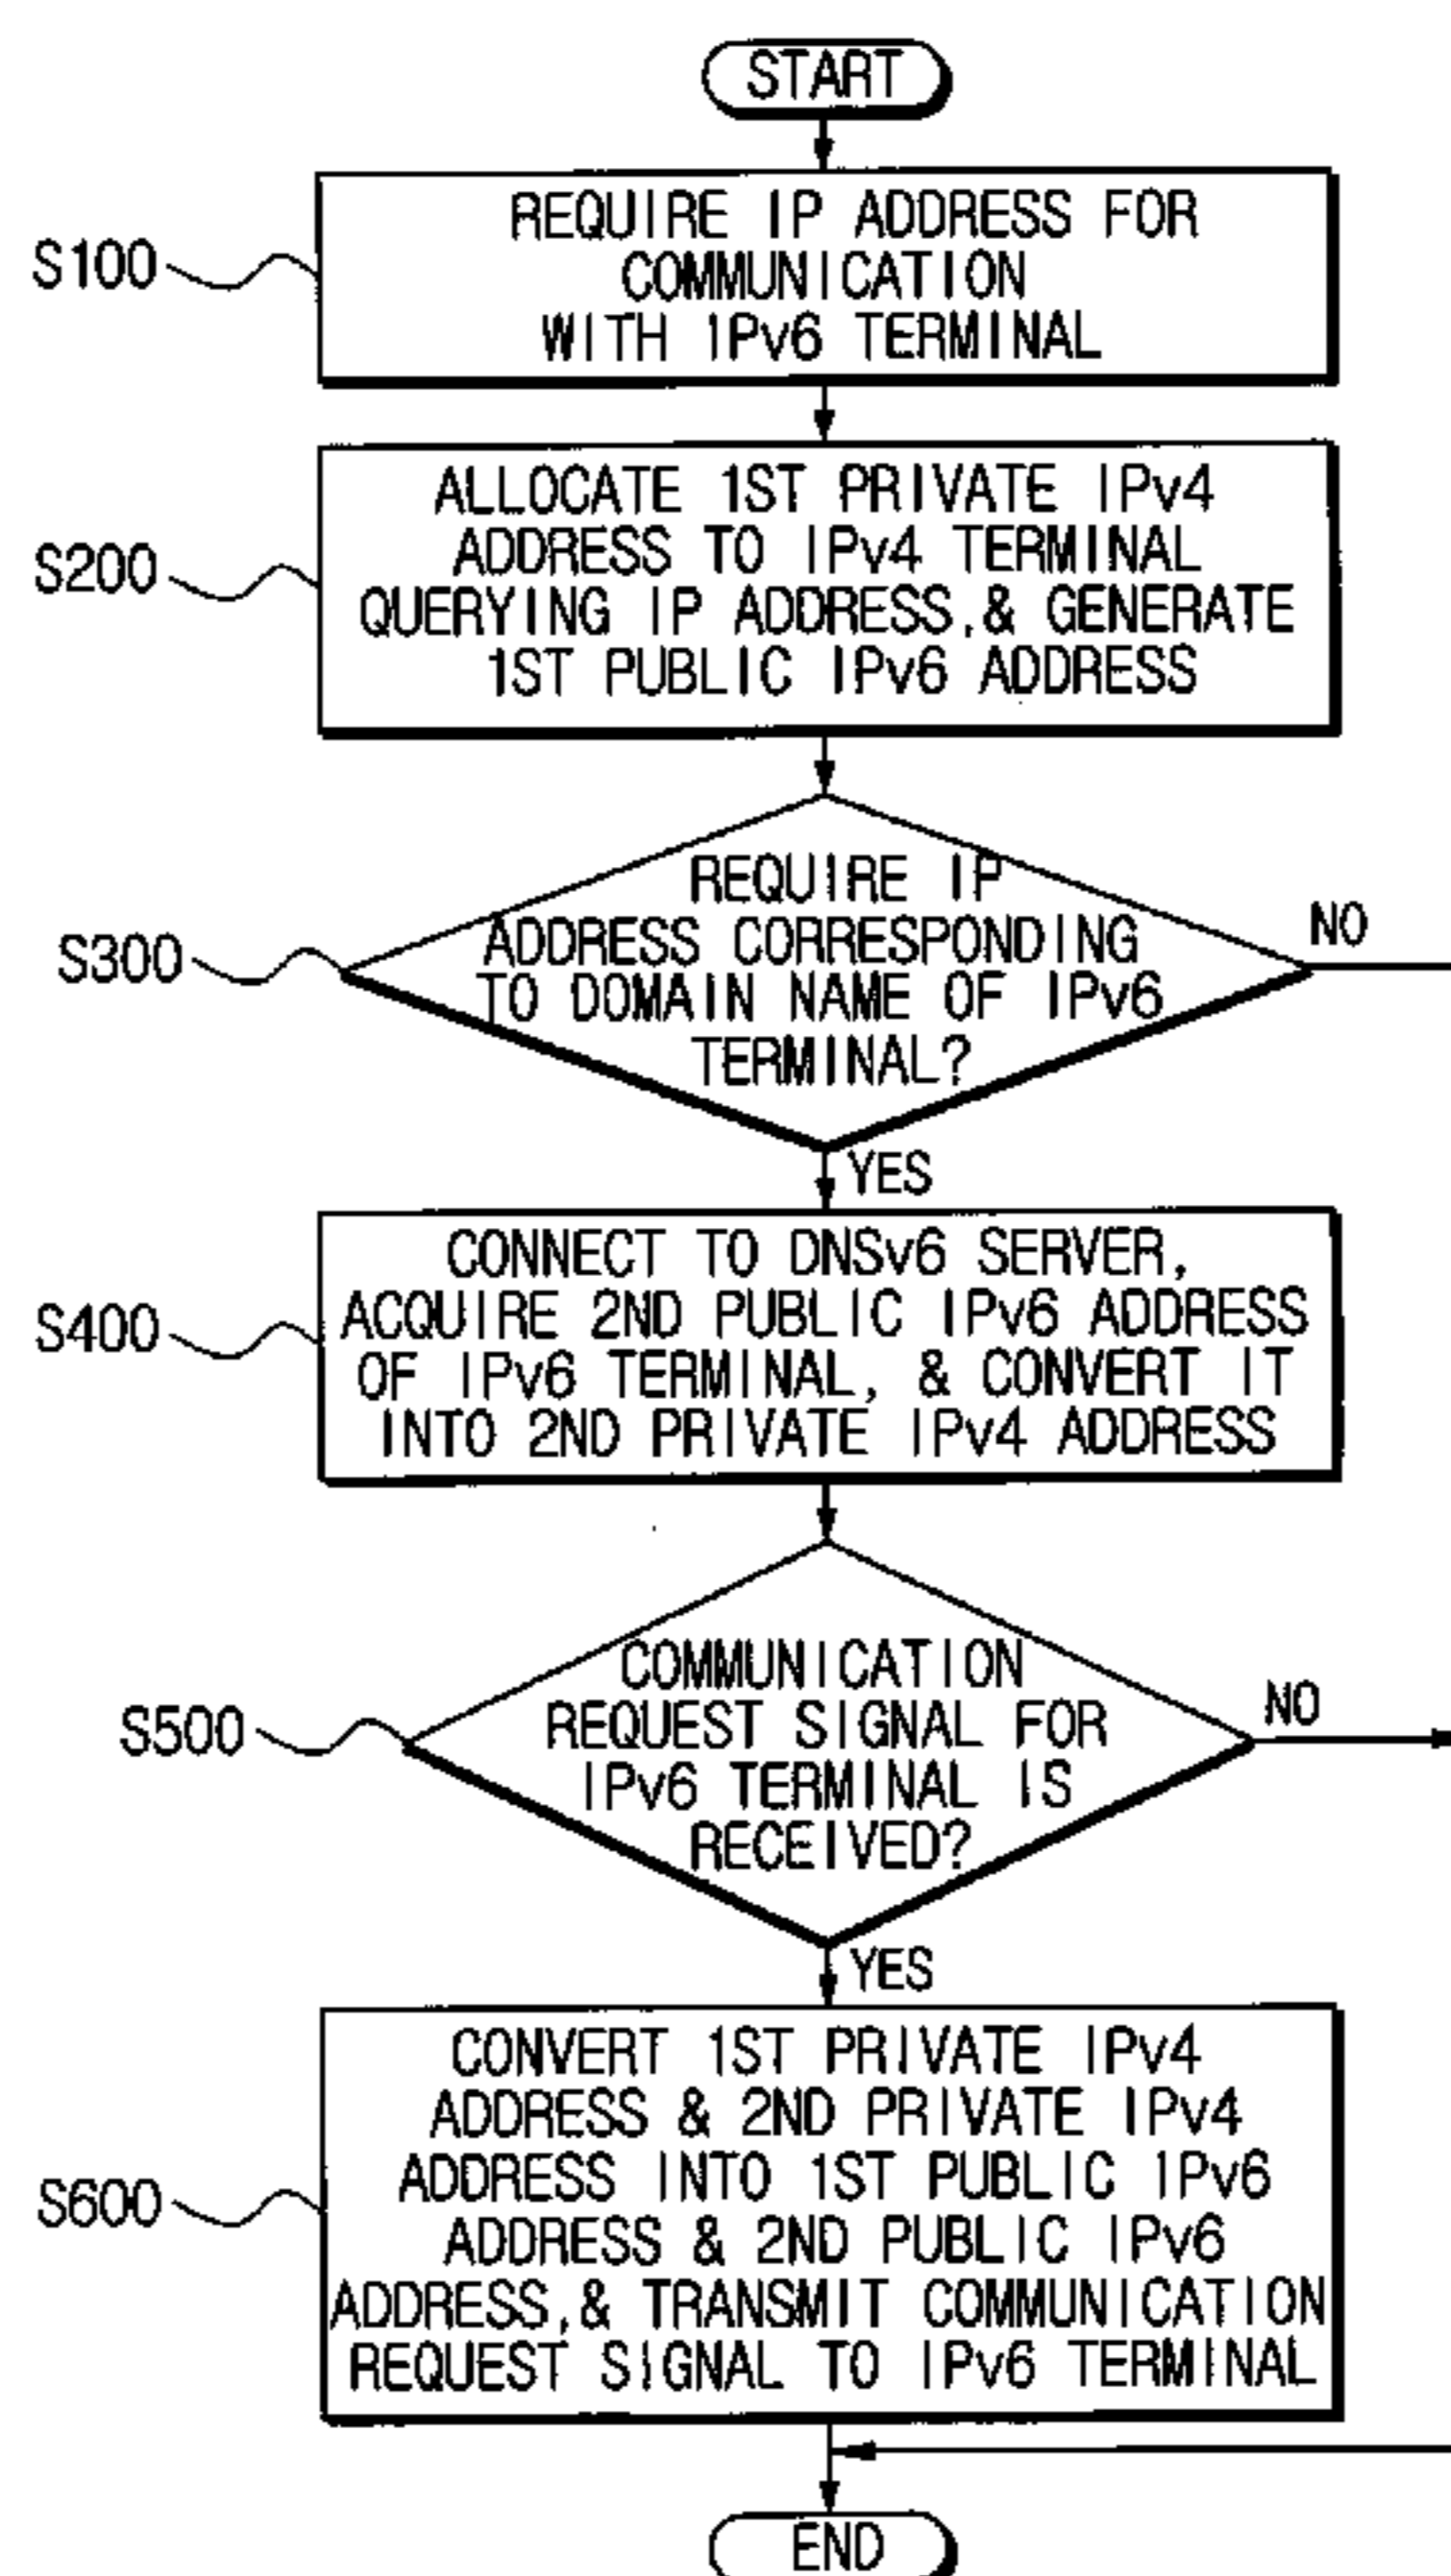 START
S100
REQUIRE IP ADDRESS FOR
COMMUNICATION
WITH IPv6 TERMINAL
S200
ALLOCATE 1ST PRIVATE IPv4
ADDRESS TO IPv4 TERMINAL
QUERYING IP ADDRESS,& GENERATE
1ST PUBLIC IPv6 ADDRESS
S300
REQUIRE IP
ADDRESS CORRESPONDING
TO DOMAIN NAME OF IPv6
TERMINAL?
NO
YES
S400
CONNECT TO DNSv6 SERVER,
ACQUIRE 2ND PUBLIC IPv6 ADDRESS
OF IPv6 TERMINAL, & CONVERT IT
INTO 2ND PRIVATE IPv4 ADDRESS
S500
COMMUNICATION
REQUEST SIGNAL FOR
IPv6 TERMINAL IS
RECEIVED?
NO
YES
S600
CONVERT 1ST PRIVATE IPv4
ADDRESS & 2ND PRIVATE IPv4
ADDRESS INTO 1ST PUBLIC IPv6
ADDRESS & 2ND PUBLIC IPv6
ADDRESS,& TRANSMIT COMMUNICATION
REQUEST SIGNAL TO IPv6 TERMINAL
END